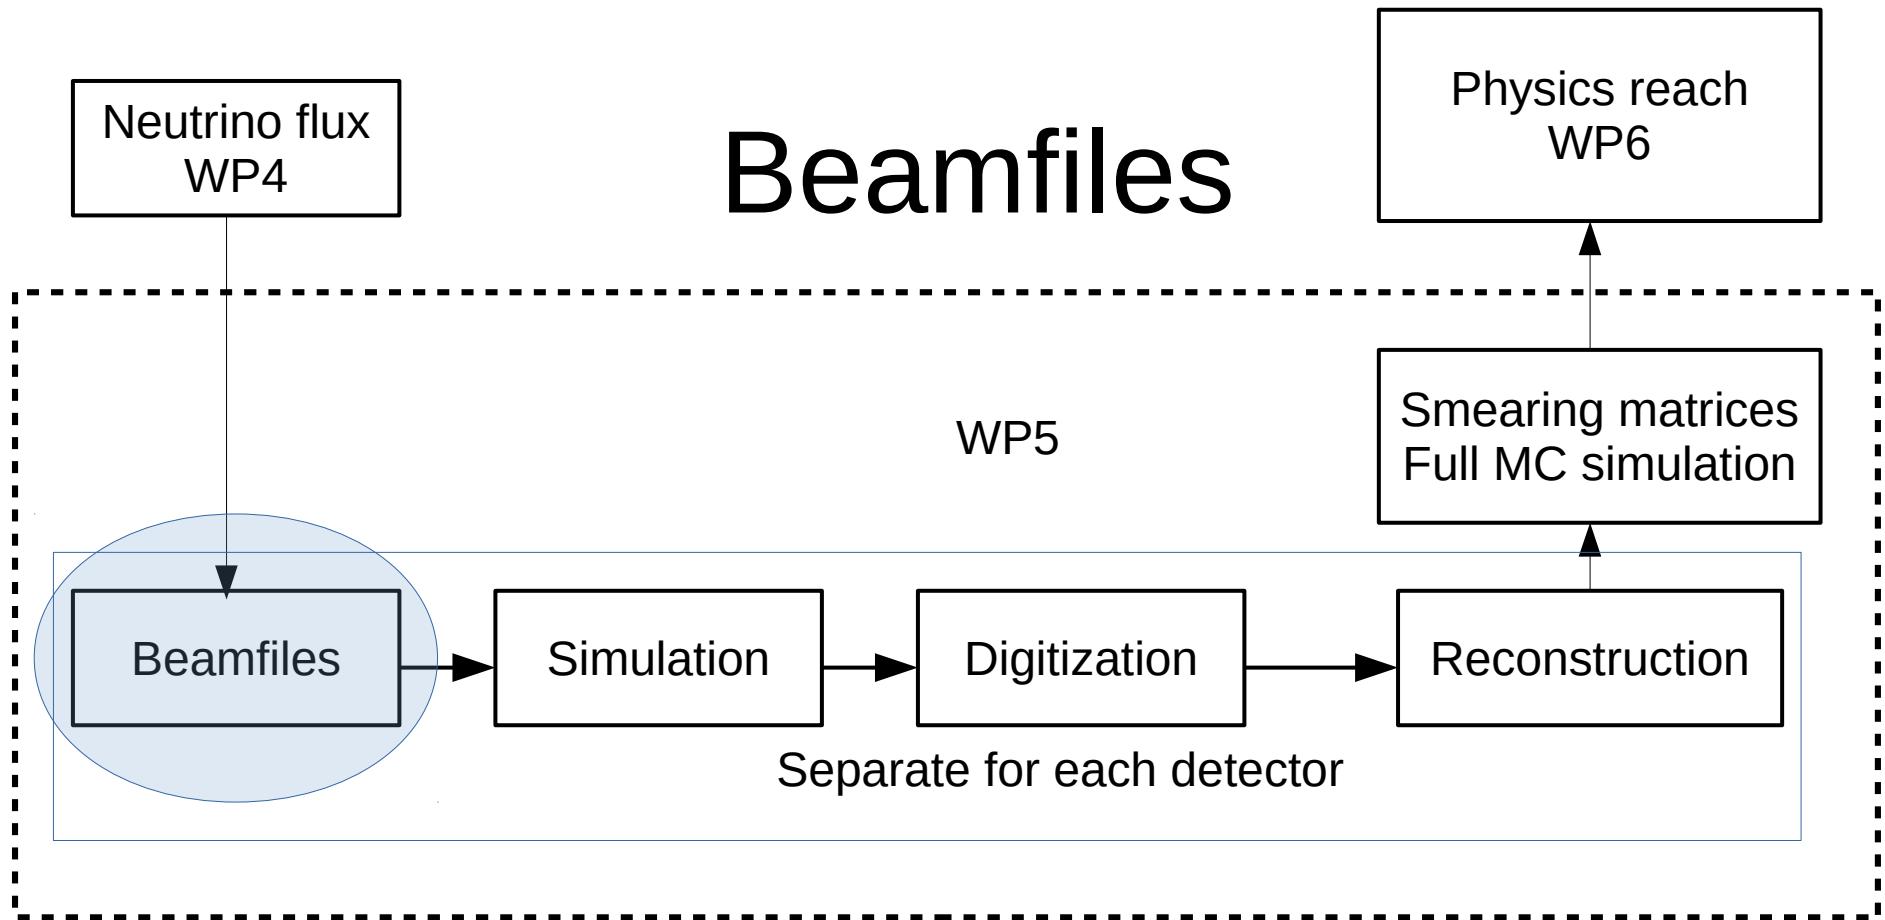 Neutrino flux
WP4
Beamfiles
Physics reach
WP6
WP5
Smearing matrices
Full MC simulation
Beamfiles
Simulation
Digitization
Reconstruction
Separate for each detector